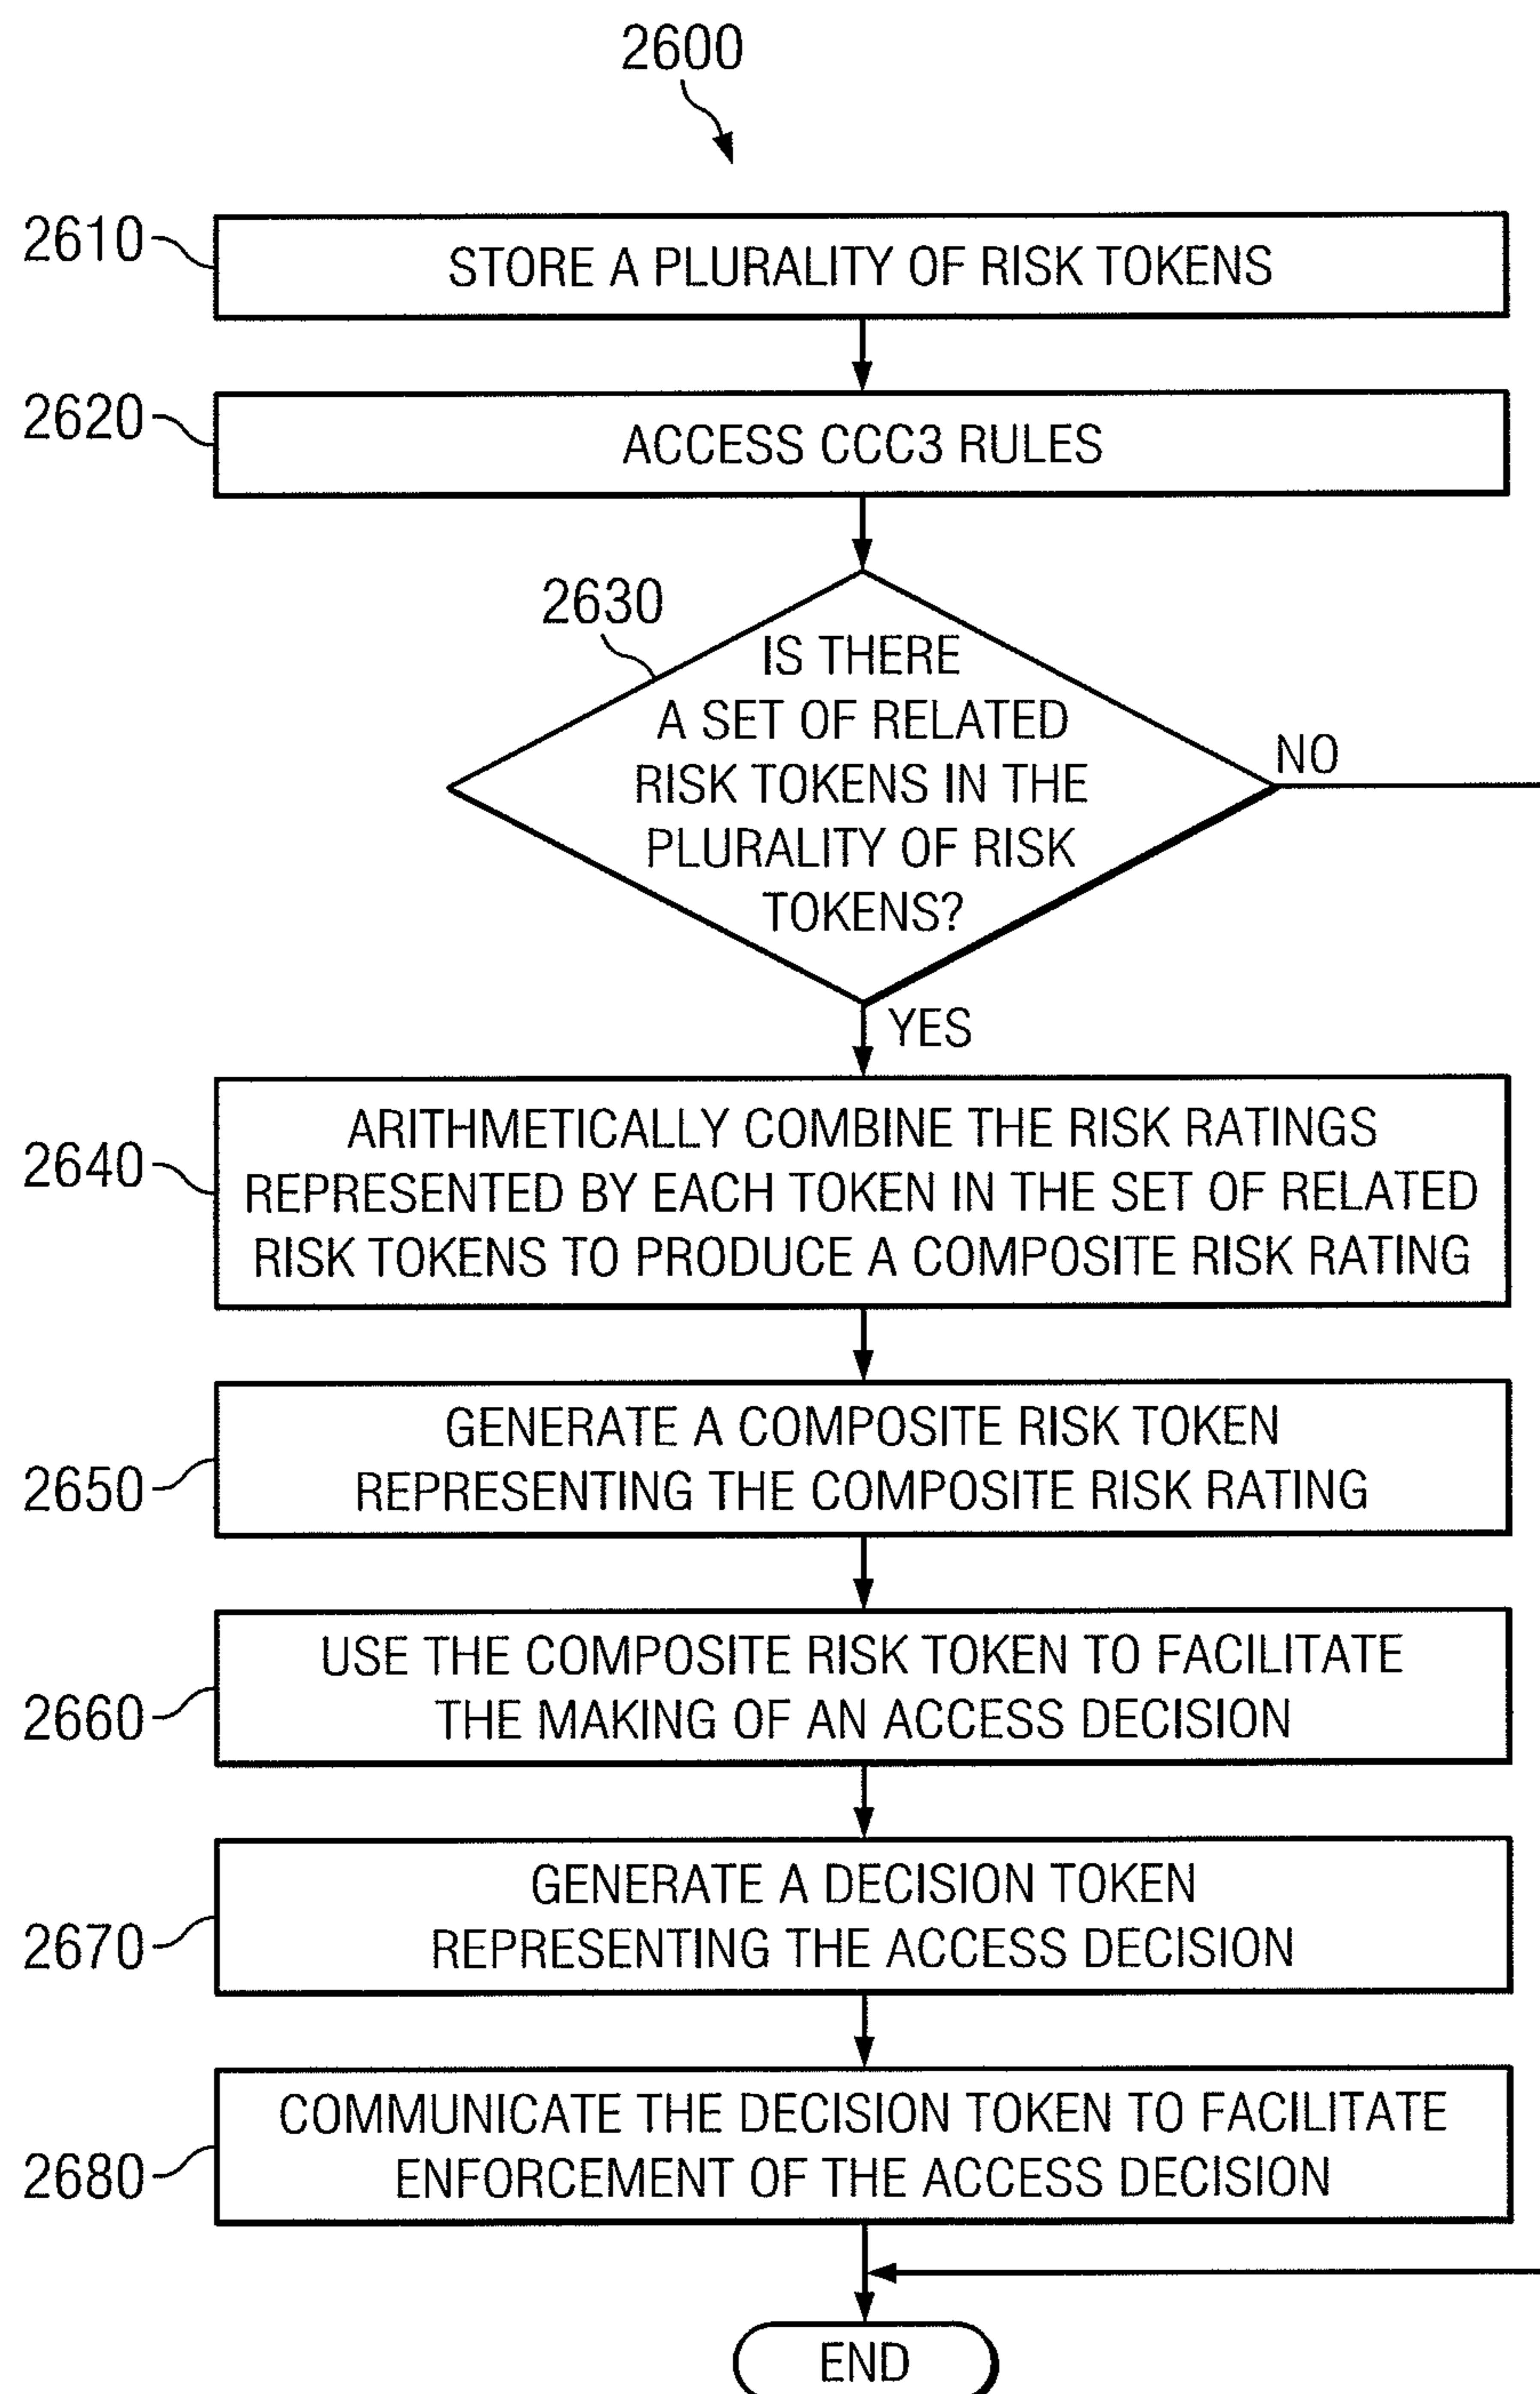 2600
2610
STORE A PLURALITY OF RISK TOKENS
2620
ACCESS CCC3 RULES
2630
IS THERE
A SET OF RELATED
RISK TOKENS IN THE
PLURALITY OF RISK
TOKENS?
NO
YES
2640
ARITHMETICALLY COMBINE THE RISK RATINGS
REPRESENTED BY EACH TOKEN IN THE SET OF RELATED
RISK TOKENS TO PRODUCE A COMPOSITE RISK RATING
2650
GENERATE A COMPOSITE RISK TOKEN
REPRESENTING THE COMPOSITE RISK RATING
2660
USE THE COMPOSITE RISK TOKEN TO FACILITATE
THE MAKING OF AN ACCESS DECISION
2670
GENERATE A DECISION TOKEN
REPRESENTING THE ACCESS DECISION
2680
COMMUNICATE THE DECISION TOKEN TO FACILITATE
ENFORCEMENT OF THE ACCESS DECISION
END